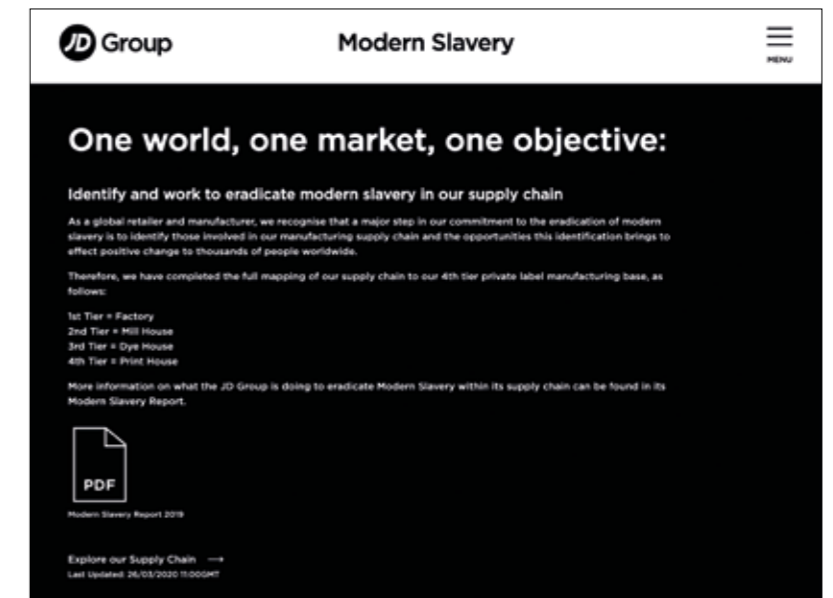 JD Group
Modern Slavery
MENU
One world, one market, one objective:
Identify and work to eradicate modern slavery in our supply chain
As a global retailer and manufacturer, we recognise that a major step in our commitment to the eradication of modern
slavery is to identify those involved in our manufacturing supply chain and the opportunities this identification brings to
effect positive change to thousands of people worldwide.
Therefore, we have completed the full mapping of our supply chain to our 4th tier private label manufacturing base, as
follows:
1st Tier = Factory
2nd Tier = Mill House
3rd Tier = Dye House
4th Tier = Print House
More information on what the JD Group is doing to eradicate Modern Slavery within its supply chain can be found in its
Modern Slavery Report.
PDF
Modern Slavery Report 2019
Explore our Supply Chain →
Last Updated: 26/03/2020 11:00GMT